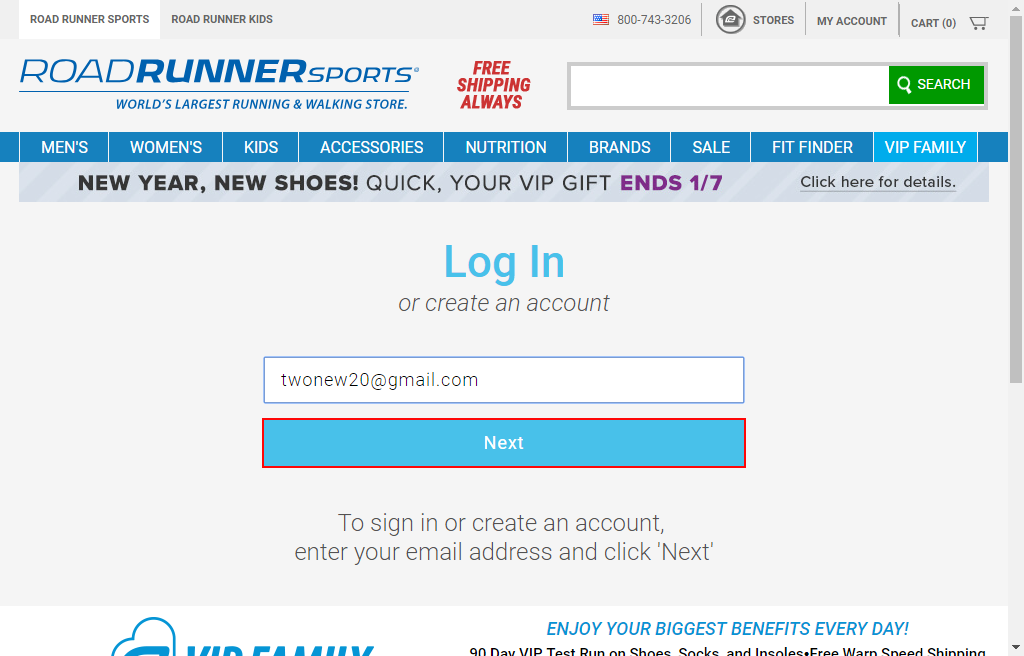 ROAD RUNNER SPORTS ROAD RUNNER KIDS 800-743-3206 STORES MY ACCOUNT CART (0)
ROADRUNNERSPORTS®
WORLD'S LARGEST RUNNING & WALKING STORE.
FREE
SHIPPING
ALWAYS
SEARCH
MEN'S WOMEN'S KIDS ACCESSORIES NUTRITION BRANDS SALE FIT FINDER VIP FAMILY
NEW YEAR, NEW SHOES! QUICK, YOUR VIP GIFT ENDS 1/7 Click here for details.
Log In
or create an account
twonew20@gmail.com
Next
To sign in or create an account,
enter your email address and click 'Next'
VIP FAMILY
ENJOY YOUR BIGGEST BENEFITS EVERY DAY!
90 Day VIP Test Run on Shoes, Socks, and Insoles•Free Warp Speed Shipping